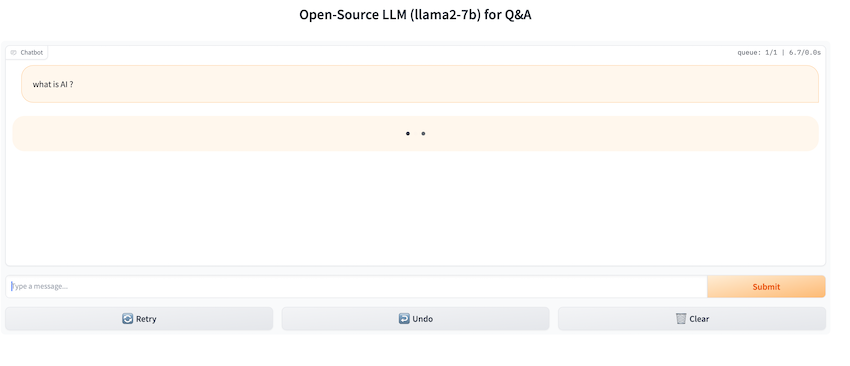 Open-Source LLM (llama2-7b) for Q&A
Chatbot
queue: 1/1 | 6.7/0.0s
what is AI ?
Type a message...
Submit
Retry
Undo
Clear